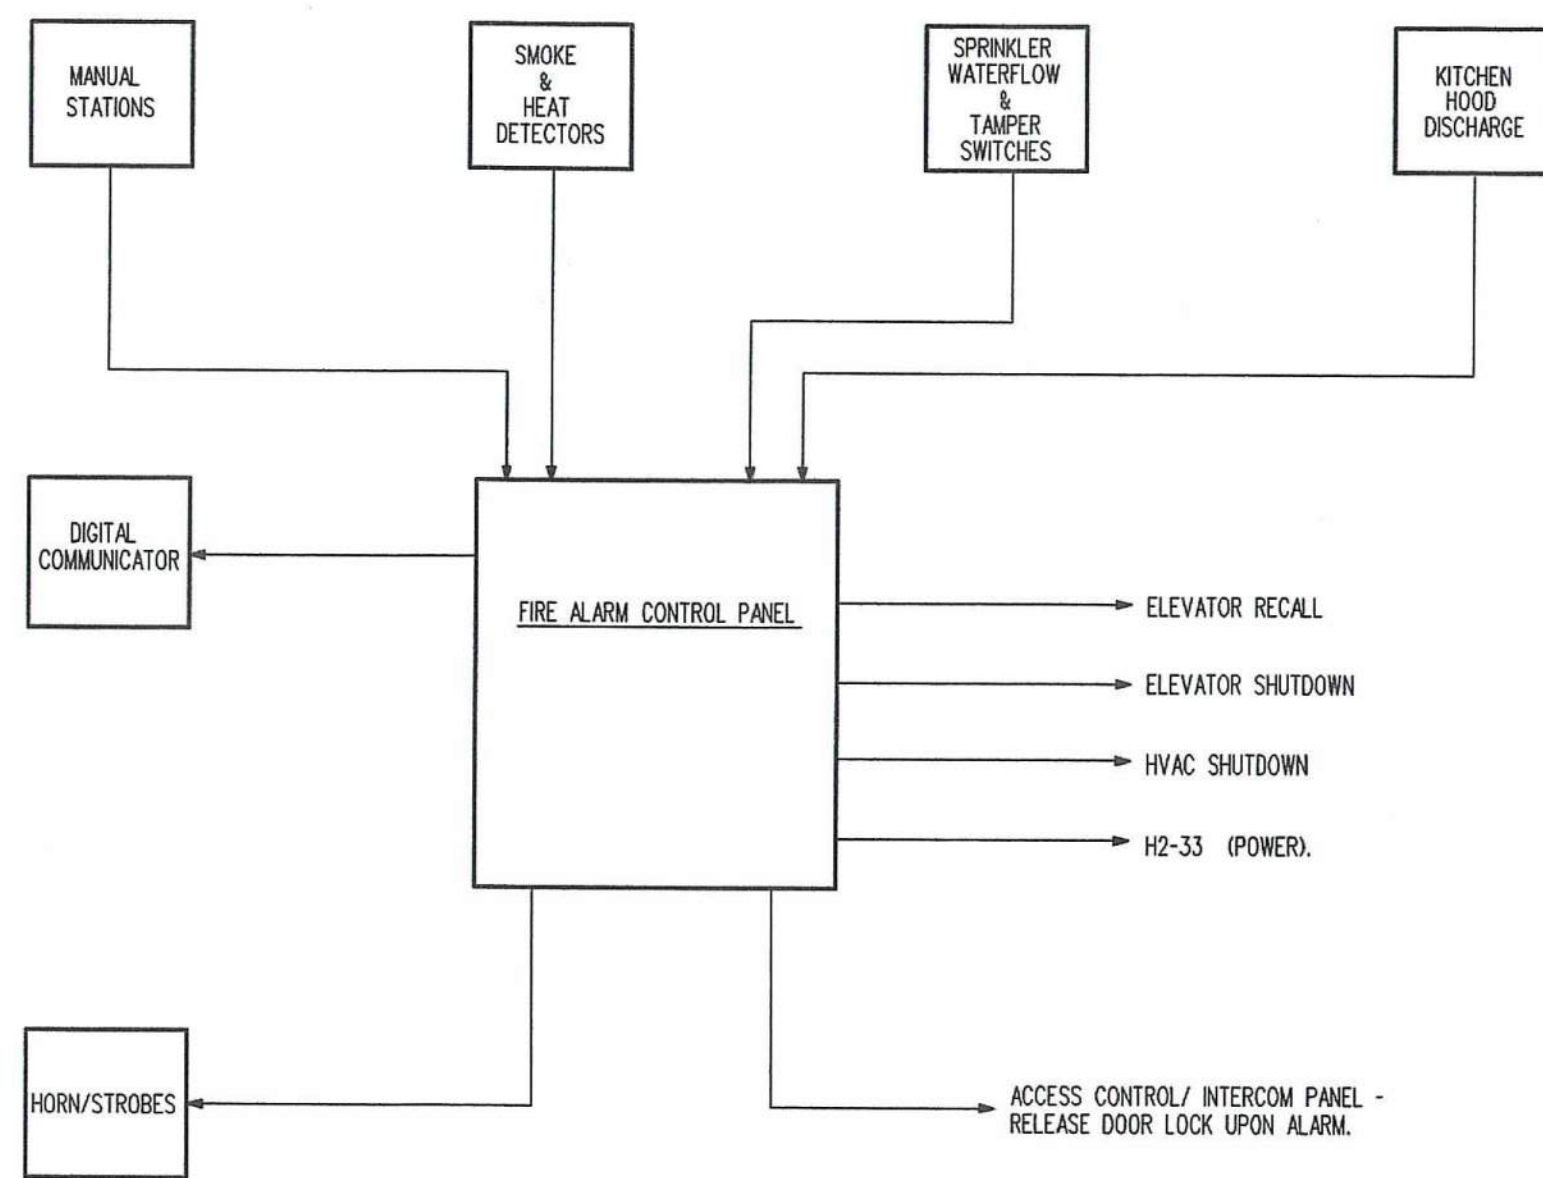 MANUAL
STATIONS
SMOKE
&
HEAT
DETECTORS
SPRINKLER
WATERFLOW
&
TAMPER
SWITCHES
KITCHEN
HOOD
DISCHARGE
DIGITAL
COMMUNICATOR
FIRE ALARM CONTROL PANEL
ELEVATOR RECALL
ELEVATOR SHUTDOWN
HVAC SHUTDOWN
H2-33 (POWER).
HORN/STROBES
ACCESS CONTROL/ INTERCOM PANEL -
RELEASE DOOR LOCK UPON ALARM.